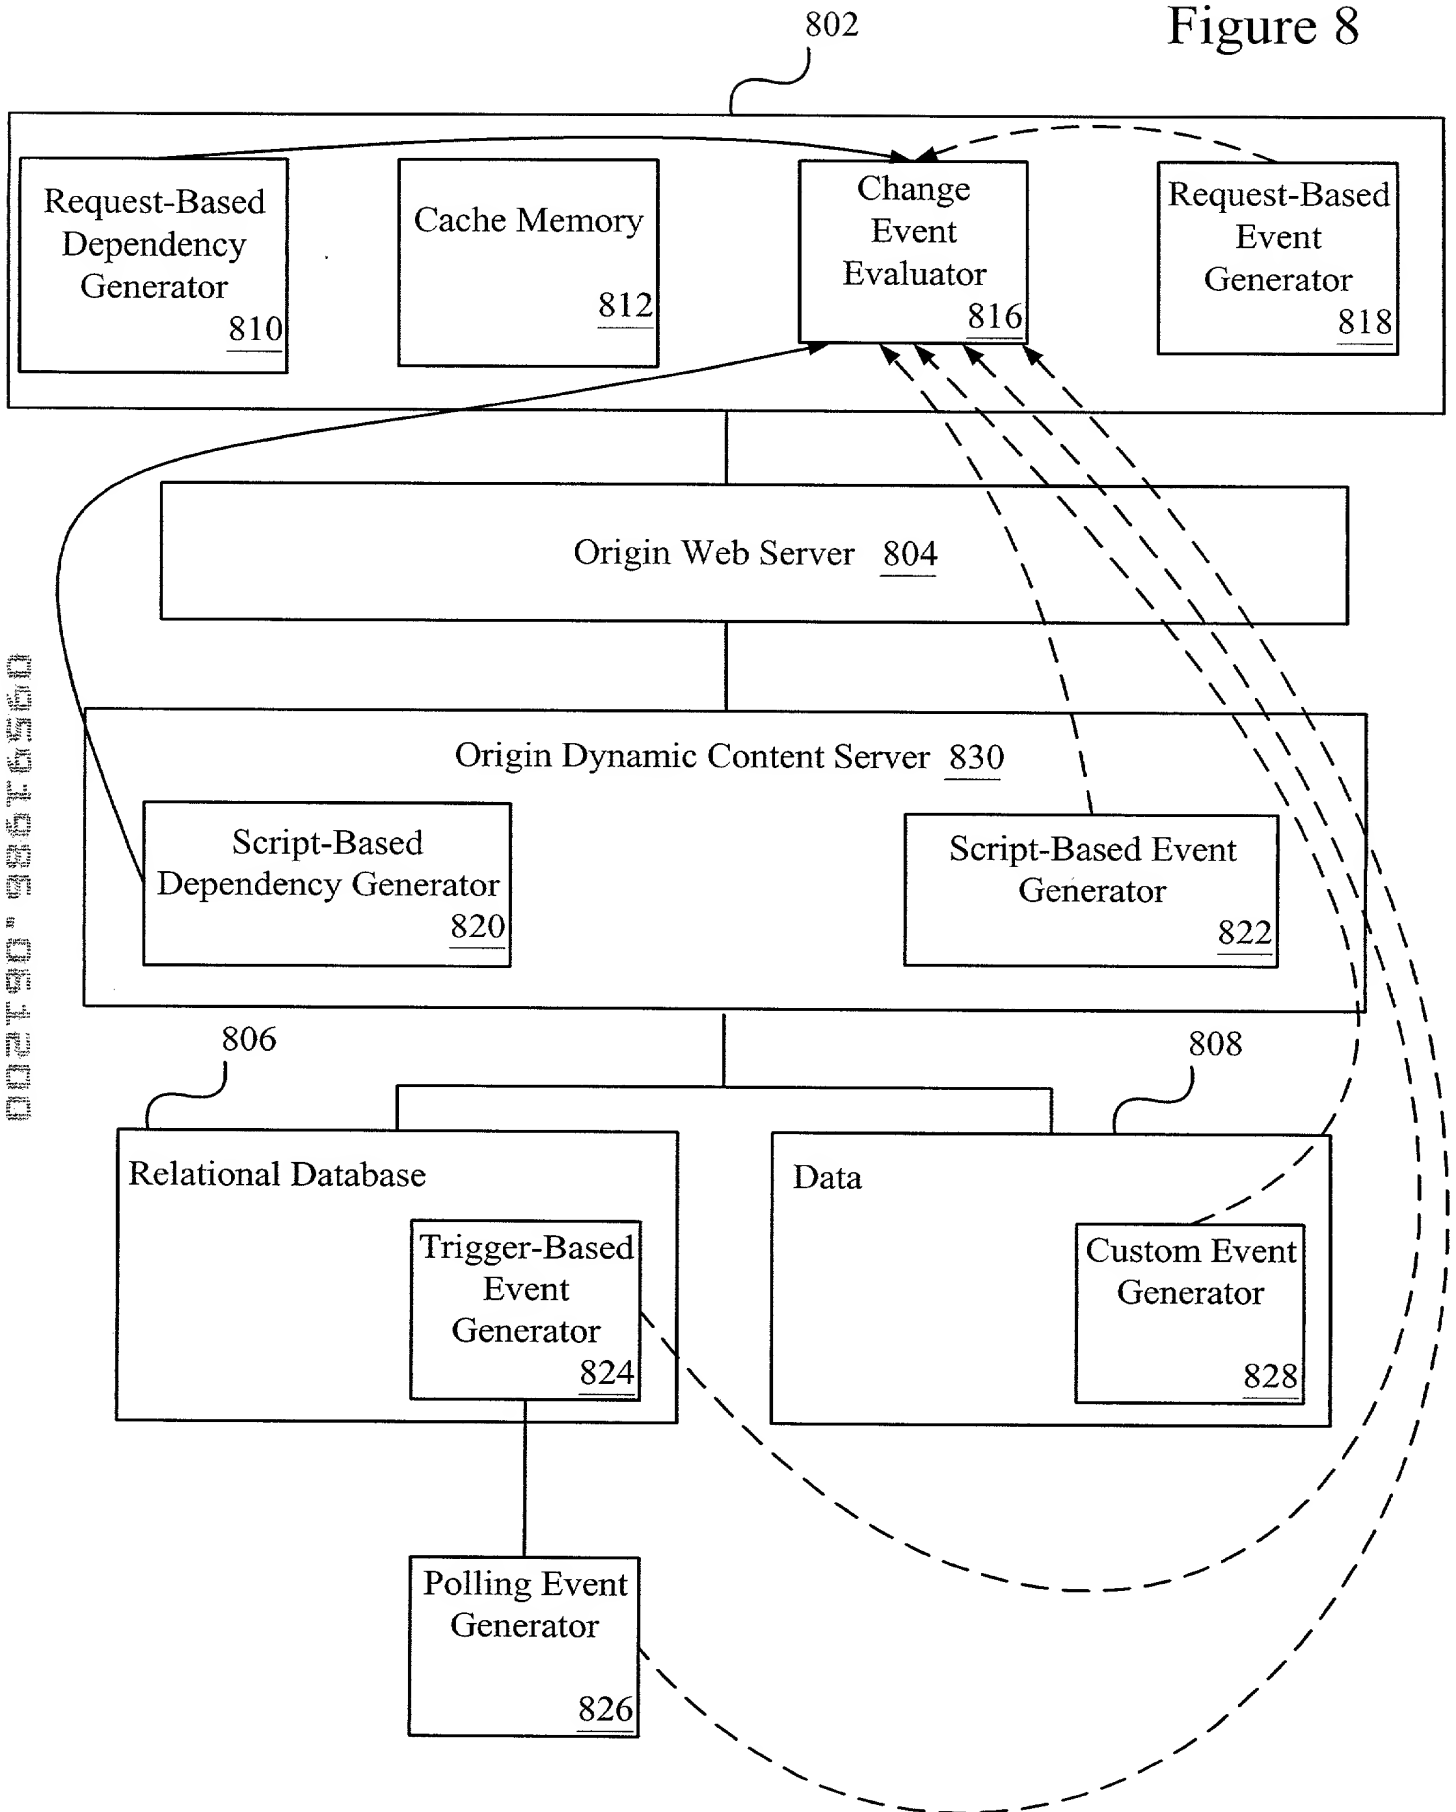 Figure 8
802
Request-Based
Dependency
Generator
810
Cache Memory
812
Change
Event
Evaluator
816
Request-Based
Event
Generator
818
Origin Web Server 804
Origin Dynamic Content Server 830
Script-Based
Dependency Generator
820
Script-Based Event
Generator
822
806
808
Relational Database
Trigger-Based
Event
Generator
824
Data
Custom Event
Generator
828
Polling Event
Generator
826
09591986.061200